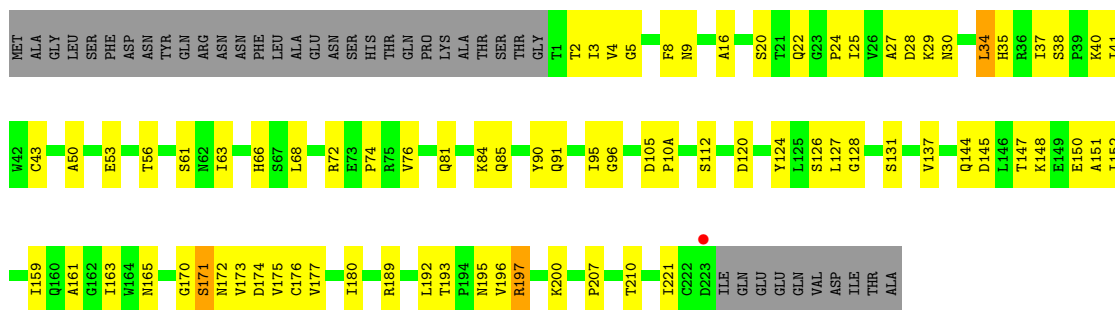 MET ALA GLY LEU SER PHE ASP ASN TYR GLN ARG ASN ASN PHE LEU ALA GLU ASN SER HIS THR GLN PRO LYS ALA THR SER THR GLY T1 T2 I3 V4 G5 F8 N9 A16 S20 T21 Q22 G23 P24 I25 V26 A27 D28 K29 N30 L34 H35 R36 I37 S38 P39 K40
W42 C43 A50 E53 T56 S61 N62 I63 H66 S67 L68 R72 E73 P74 R75 V76 Q81 K84 Q85 Y90 Q91 I95 G96 D105 P10A S112 D120 Y124 L125 S126 L127 G128 S131 V137 Q144 D145 L146 T147 K148 E149 E150 A151
I159 Q160 A161 G162 I163 W164 N165 G170 S171 N172 V173 D174 V175 C176 V177 I180 R189 L192 T193 P194 N195 V196 R197 K200 P207 T210 I221 C222 D223 ILE GLN GLU GLU GLN VAL ASP ILE THR ALA